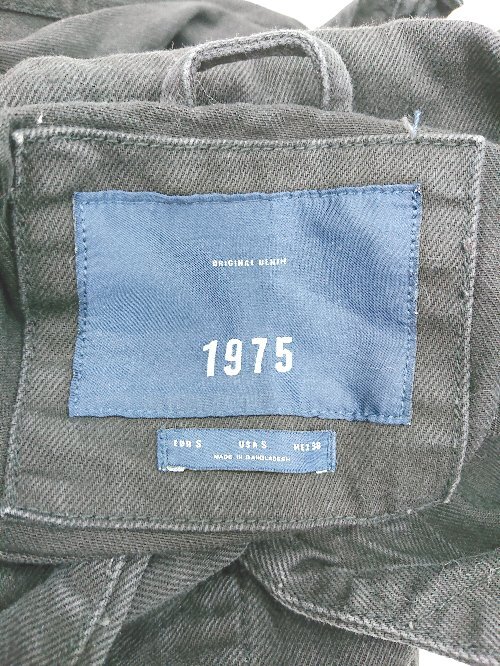 ORIGINAL DENIM
1975
EUR S USA S MEX 36
MADE IN BANGLADESH